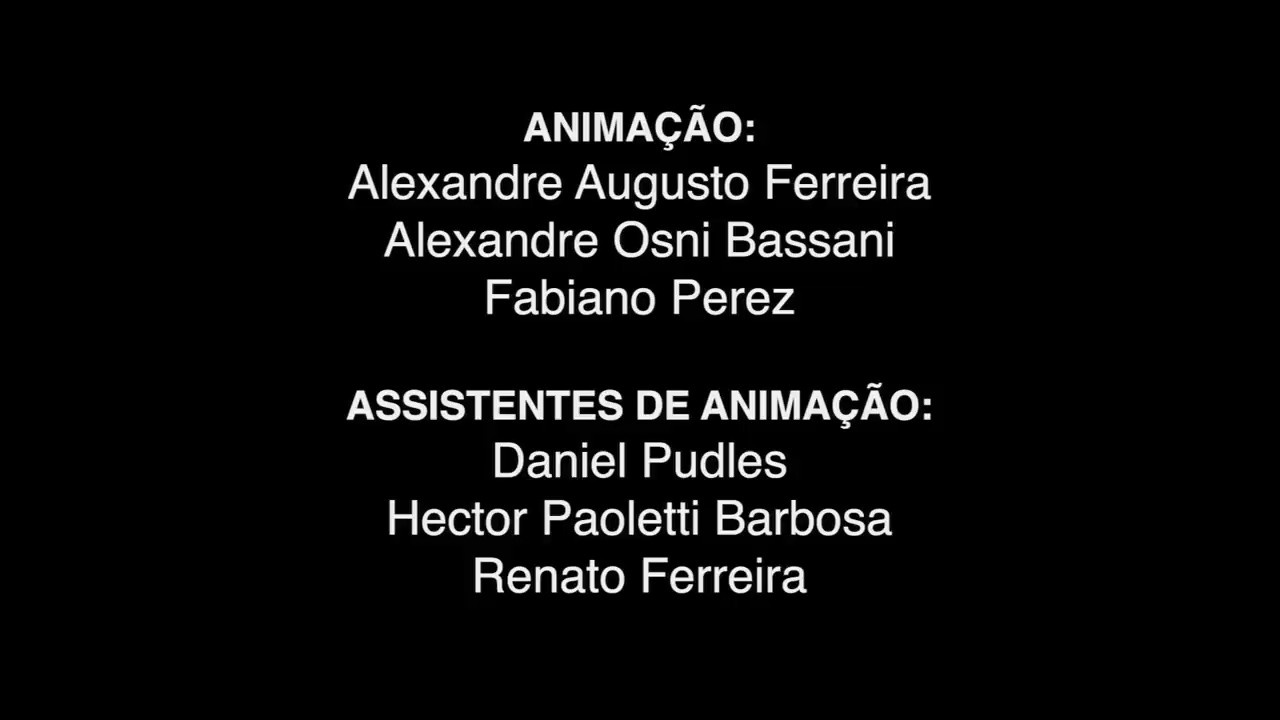 ANIMAÇÃO:
Alexandre Augusto Ferreira
Alexandre Osni Bassani
Fabiano Perez
ASSISTENTES DE ANIMAÇÃO:
Daniel Pudles
Hector Paoletti Barbosa
Renato Ferreira